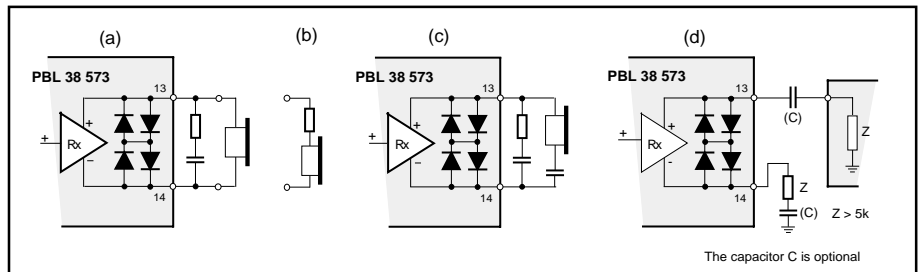 (a)
(b)
(c)
(d)
PBL 38 573
13
+
+
Rx
−
14
PBL 38 573
13
+
+
Rx
−
14
PBL 38 573
13
+
+
Rx
−
14
(C)
Z
Z
(C)
Z > 5k
The capacitor C is optional